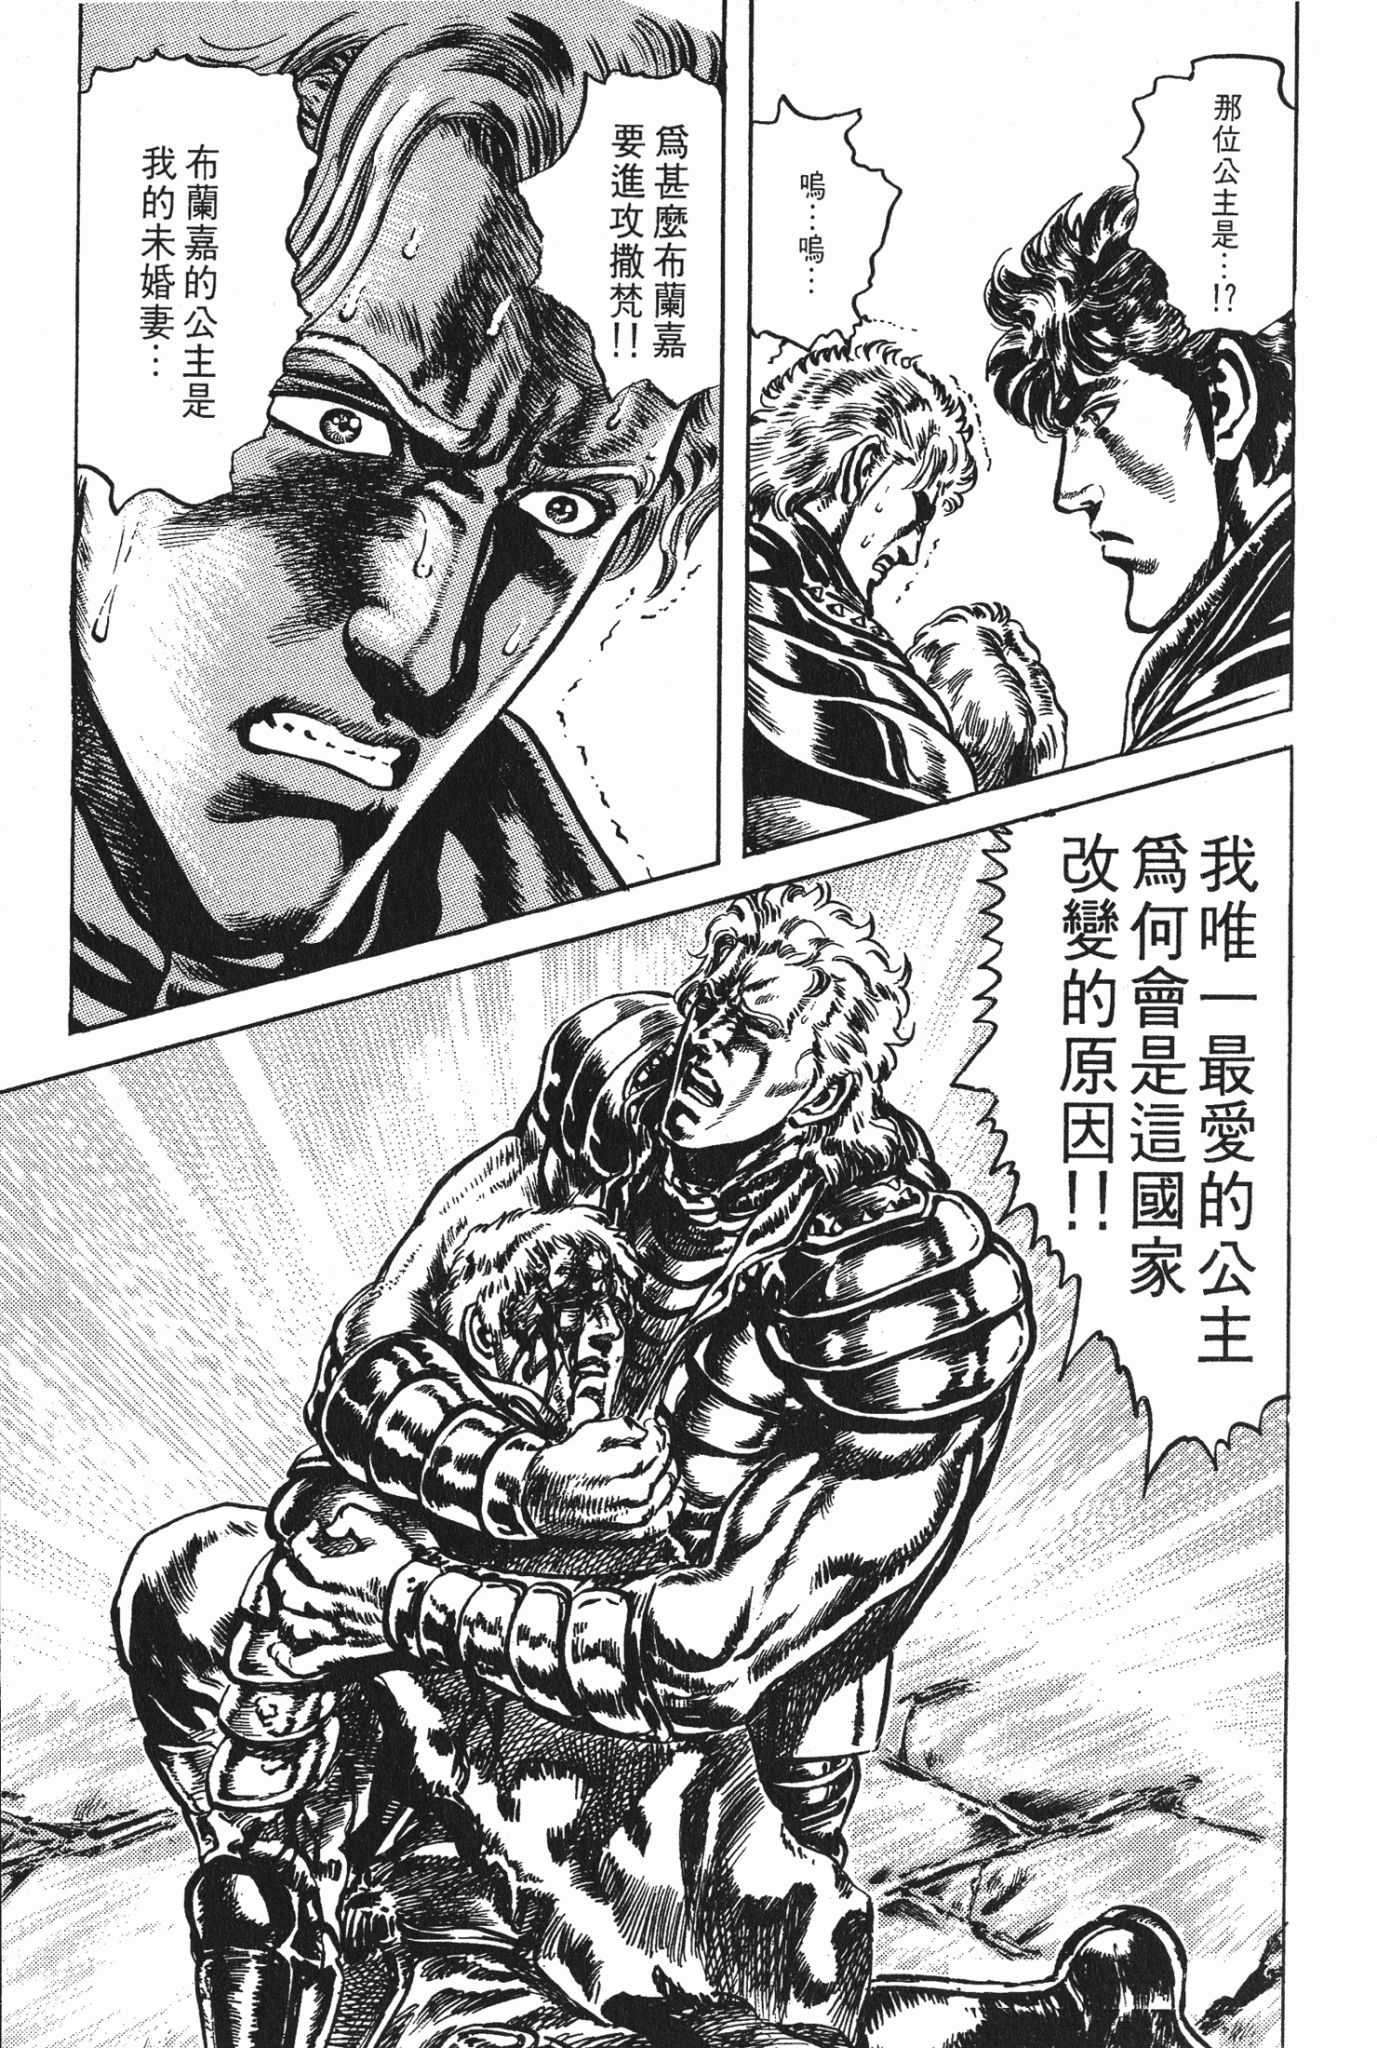 那位公主是…!?
嗚…嗚…
爲甚麼布蘭嘉
要進攻撒梵!!
布蘭嘉的公主是
我的未婚妻…
我唯一最愛的公主
爲何會是這國家
改變的原因!!